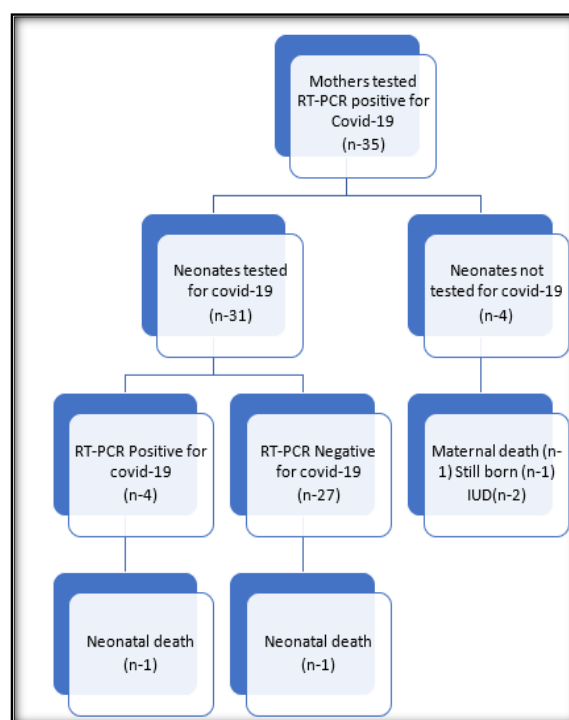 Mothers tested
RT-PCR positive for
Covid-19
(n-35)
Neonates tested
for covid-19
(n-31)
Neonates not
tested for covid-19
(n-4)
RT-PCR Positive for
covid-19
(n-4)
RT-PCR Negative
for covid-19
(n-27)
Maternal death (n-
1) Still born (n-1)
IUD(n-2)
Neonatal death
(n-1)
Neonatal death
(n-1)